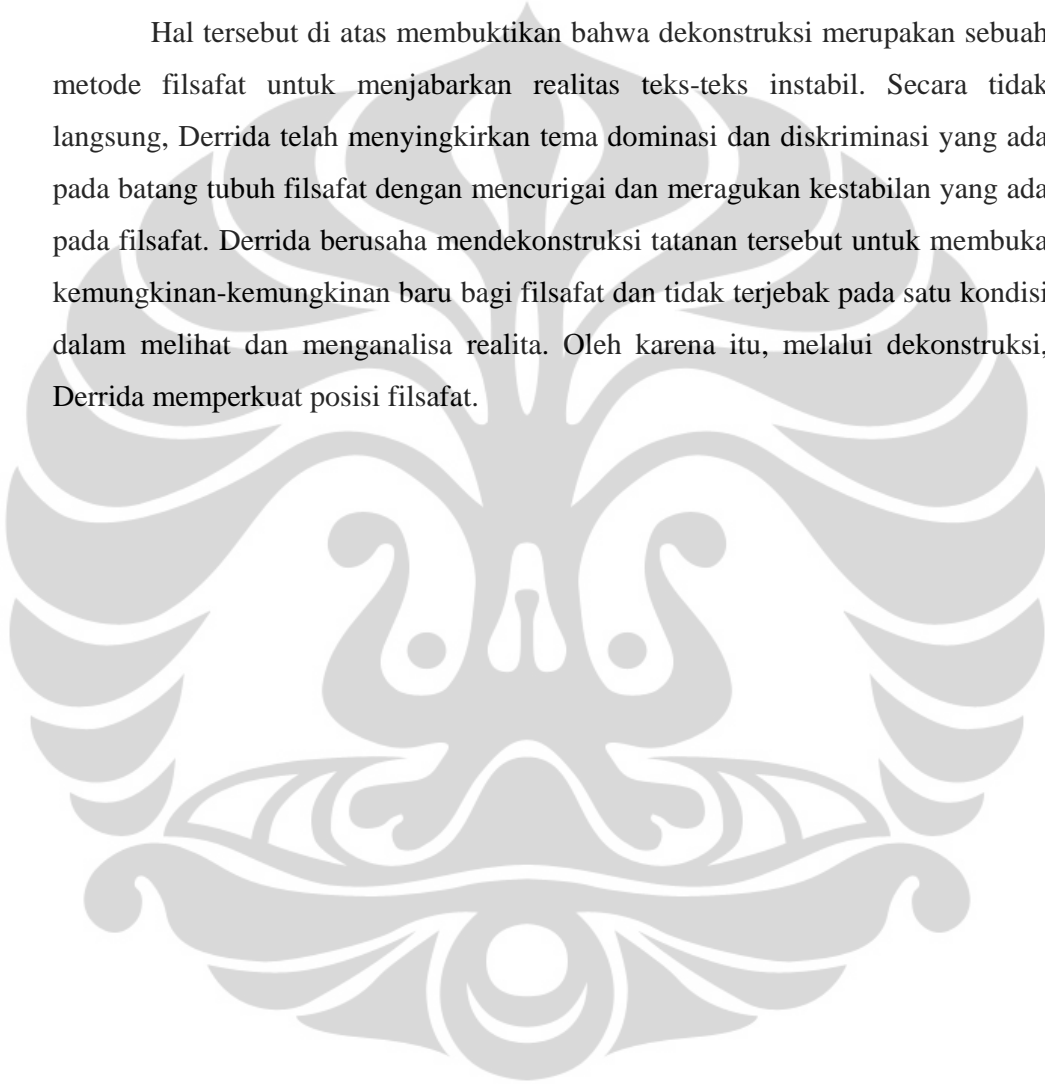 Hal tersebut di atas membuktikan bahwa dekonstruksi merupakan sebuah
metode filsafat untuk menjabarkan realitas teks-teks instabil. Secara tidak
langsung, Derrida telah menyingkirkan tema dominasi dan diskriminasi yang ada
pada batang tubuh filsafat dengan mencurigai dan meragukan kestabilan yang ada
pada filsafat. Derrida berusaha mendekonstruksi tatanan tersebut untuk membuka
kemungkinan-kemungkinan baru bagi filsafat dan tidak terjebak pada satu kondisi
dalam melihat dan menganalisa realita. Oleh karena itu, melalui dekonstruksi,
Derrida memperkuat posisi filsafat.